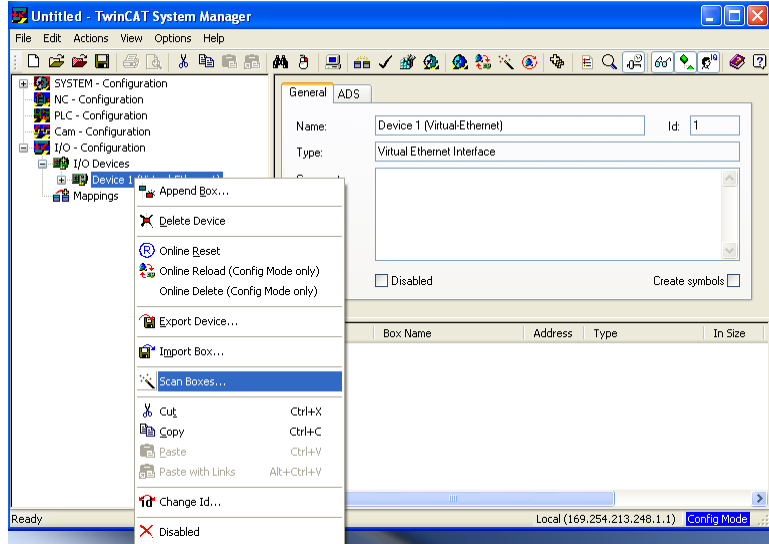 Untitled - TwinCAT System Manager
File Edit Actions View Options Help
SYSTEM - Configuration
NC - Configuration
PLC - Configuration
Cam - Configuration
I/O - Configuration
I/O Devices
Device 1 (Virtual-Ethernet)
Mappings
General ADS
Name: Device 1 (Virtual-Ethernet) Id: 1
Type: Virtual Ethernet Interface
Disabled Create symbols
Box Name Address Type In Size
Append Box...
Delete Device
Online Reset
Online Reload (Config Mode only)
Online Delete (Config Mode only)
Export Device...
Import Box...
Scan Boxes...
Cut Ctrl+X
Copy Ctrl+C
Paste Ctrl+V
Paste with Links Alt+Ctrl+V
Change Id...
Disabled
Ready Local (169.254.213.248.1.1) Config Mode